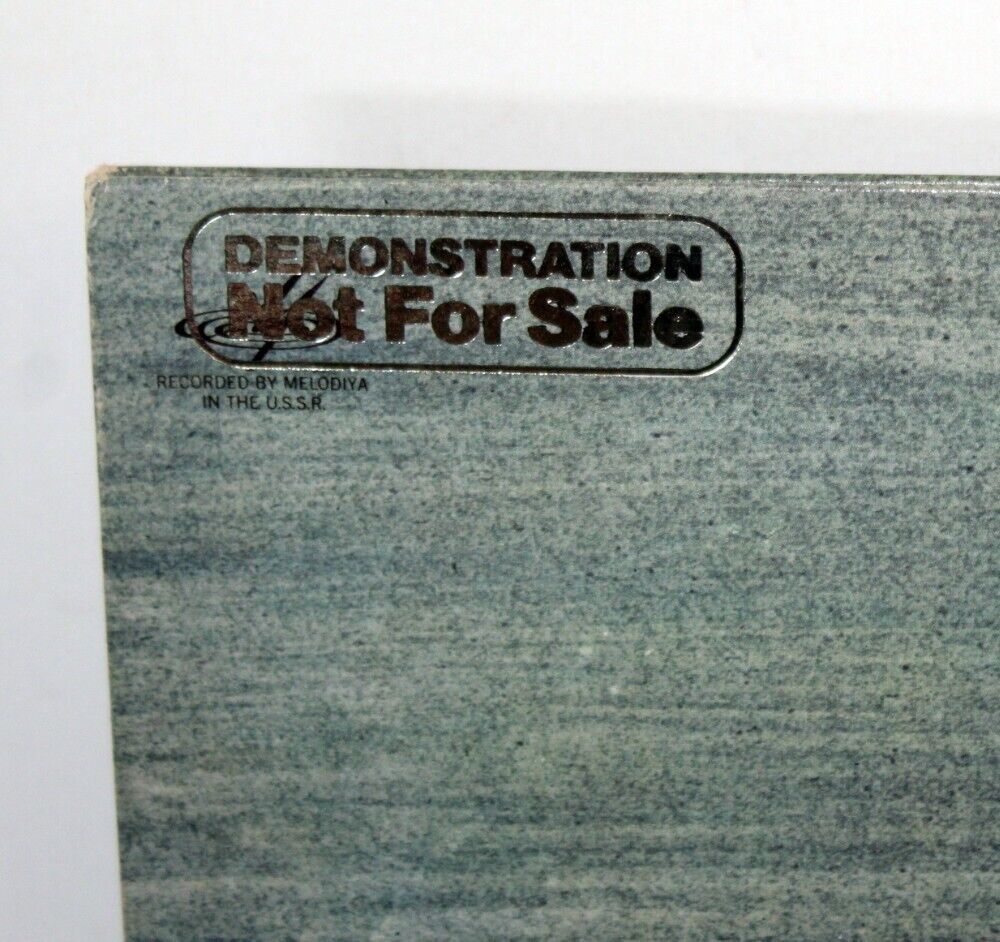 DEMONSTRATION
Not For Sale
RECORDED BY MELODIYA
IN THE U.S.S.R.